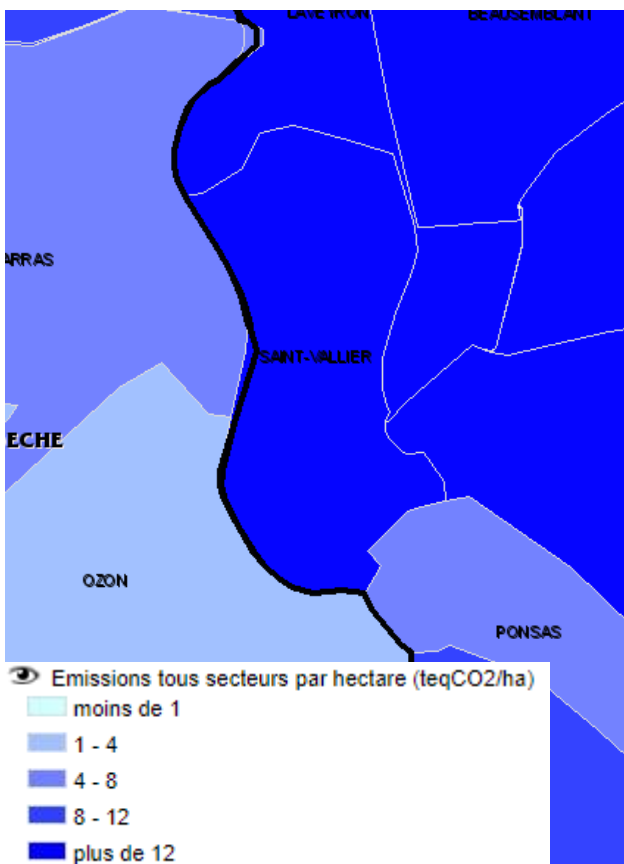 LAVEYRON
BEAUSEMBLANT
ARRAS
SAINT-VALLIER
ECHE
OZON
PONSAS
Emissions tous secteurs par hectare (teqCO2/ha)
moins de 1
1 - 4
4 - 8
8 - 12
plus de 12